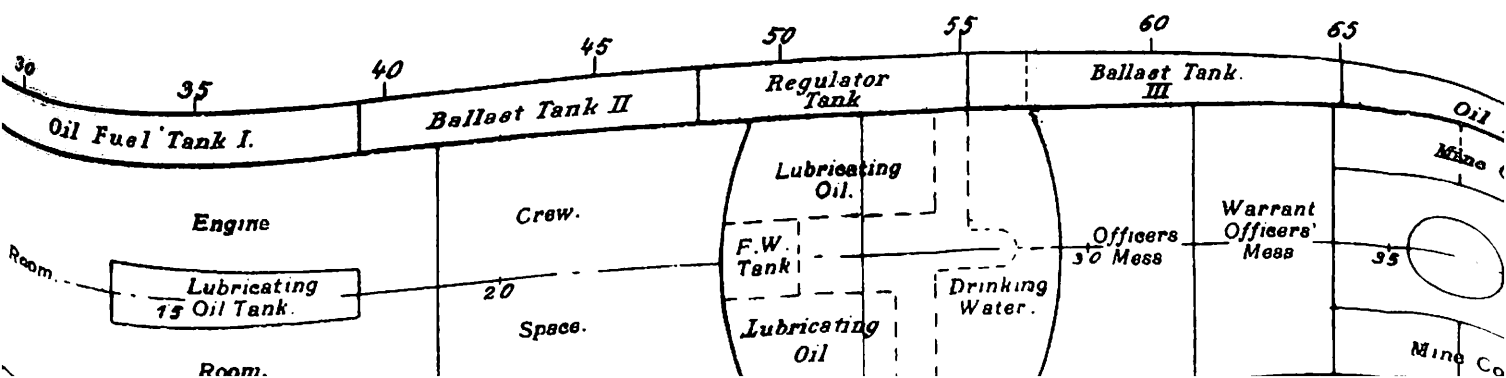 30
35
40
45
50
55
60
65
Oil Fuel Tank I.
Ballast Tank II
Regulator
Tank
Ballast Tank.
III
Oil
Mine
Engine
Room.
Lubricating
15 Oil Tank.
Room.
Crew.
20
Space.
Lubricating
Oil.
F.W.
Tank
Lubricating
Oil
Drinking
Water.
Officers
30 Mess
Warrant
Officers'
Mess
35
Mine